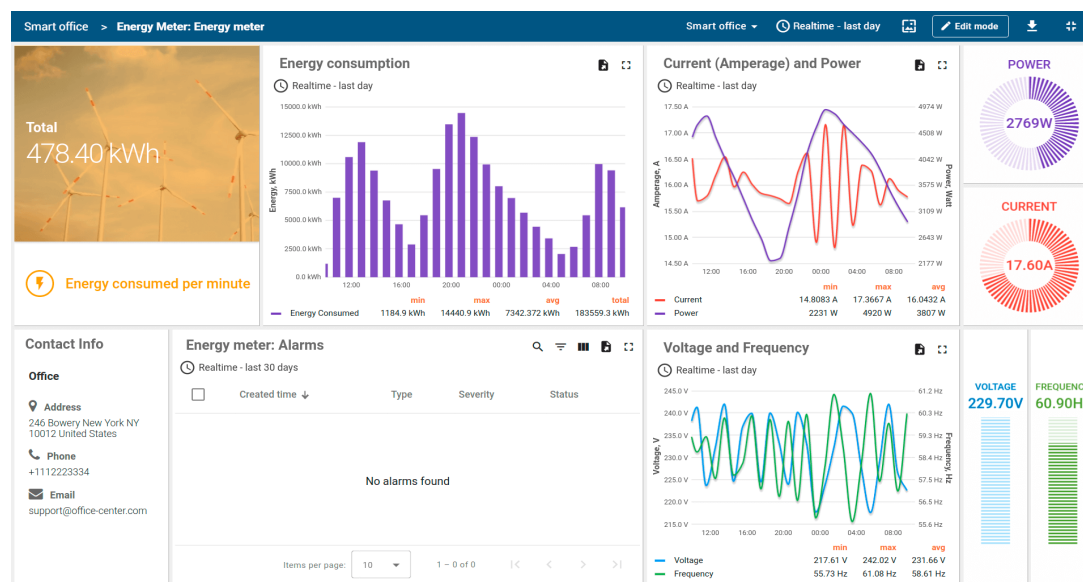 Smart office > Energy Meter: Energy meter
Smart office
Realtime - last day
Edit mode
Total
478.40 kWh
Energy consumed per minute
Energy consumption
Realtime - last day
15000.0 kWh
12500.0 kWh
10000.0 kWh
7500.0 kWh
5000.0 kWh
2500.0 kWh
0.0 kWh
Energy, kWh
12:00 16:00 20:00 00:00 04:00 08:00
min max avg total
Energy Consumed 1184.9 kWh 14440.9 kWh 7342.372 kWh 183559.3 kWh
Current (Amperage) and Power
Realtime - last day
17.50 A
17.00 A
16.50 A
16.00 A
15.50 A
15.00 A
14.50 A
Amperage, A
4974 W
4508 W
4042 W
3575 W
3109 W
2643 W
2177 W
Power, Watt
12:00 16:00 20:00 00:00 04:00 08:00
min max avg
Current 14.8083 A 17.3667 A 16.0432 A
Power 2231 W 4920 W 3807 W
POWER
2769W
CURRENT
17.60A
Contact Info
Office
Address
246 Bowery New York NY
10012 United States
Phone
+1112223334
Email
support@office-center.com
Energy meter: Alarms
Realtime - last 30 days
Created time Type Severity Status
No alarms found
Items per page: 10 1 – 0 of 0
Voltage and Frequency
Realtime - last day
245.0 V
240.0 V
235.0 V
230.0 V
225.0 V
220.0 V
215.0 V
Voltage, V
61.2 Hz
60.3 Hz
59.3 Hz
58.4 Hz
57.5 Hz
56.5 Hz
55.6 Hz
Frequency, Hz
12:00 16:00 20:00 00:00 04:00 08:00
min max avg
Voltage 217.61 V 242.02 V 231.66 V
Frequency 55.73 Hz 61.08 Hz 58.61 Hz
VOLTAGE
229.70V
FREQUENC
60.90H